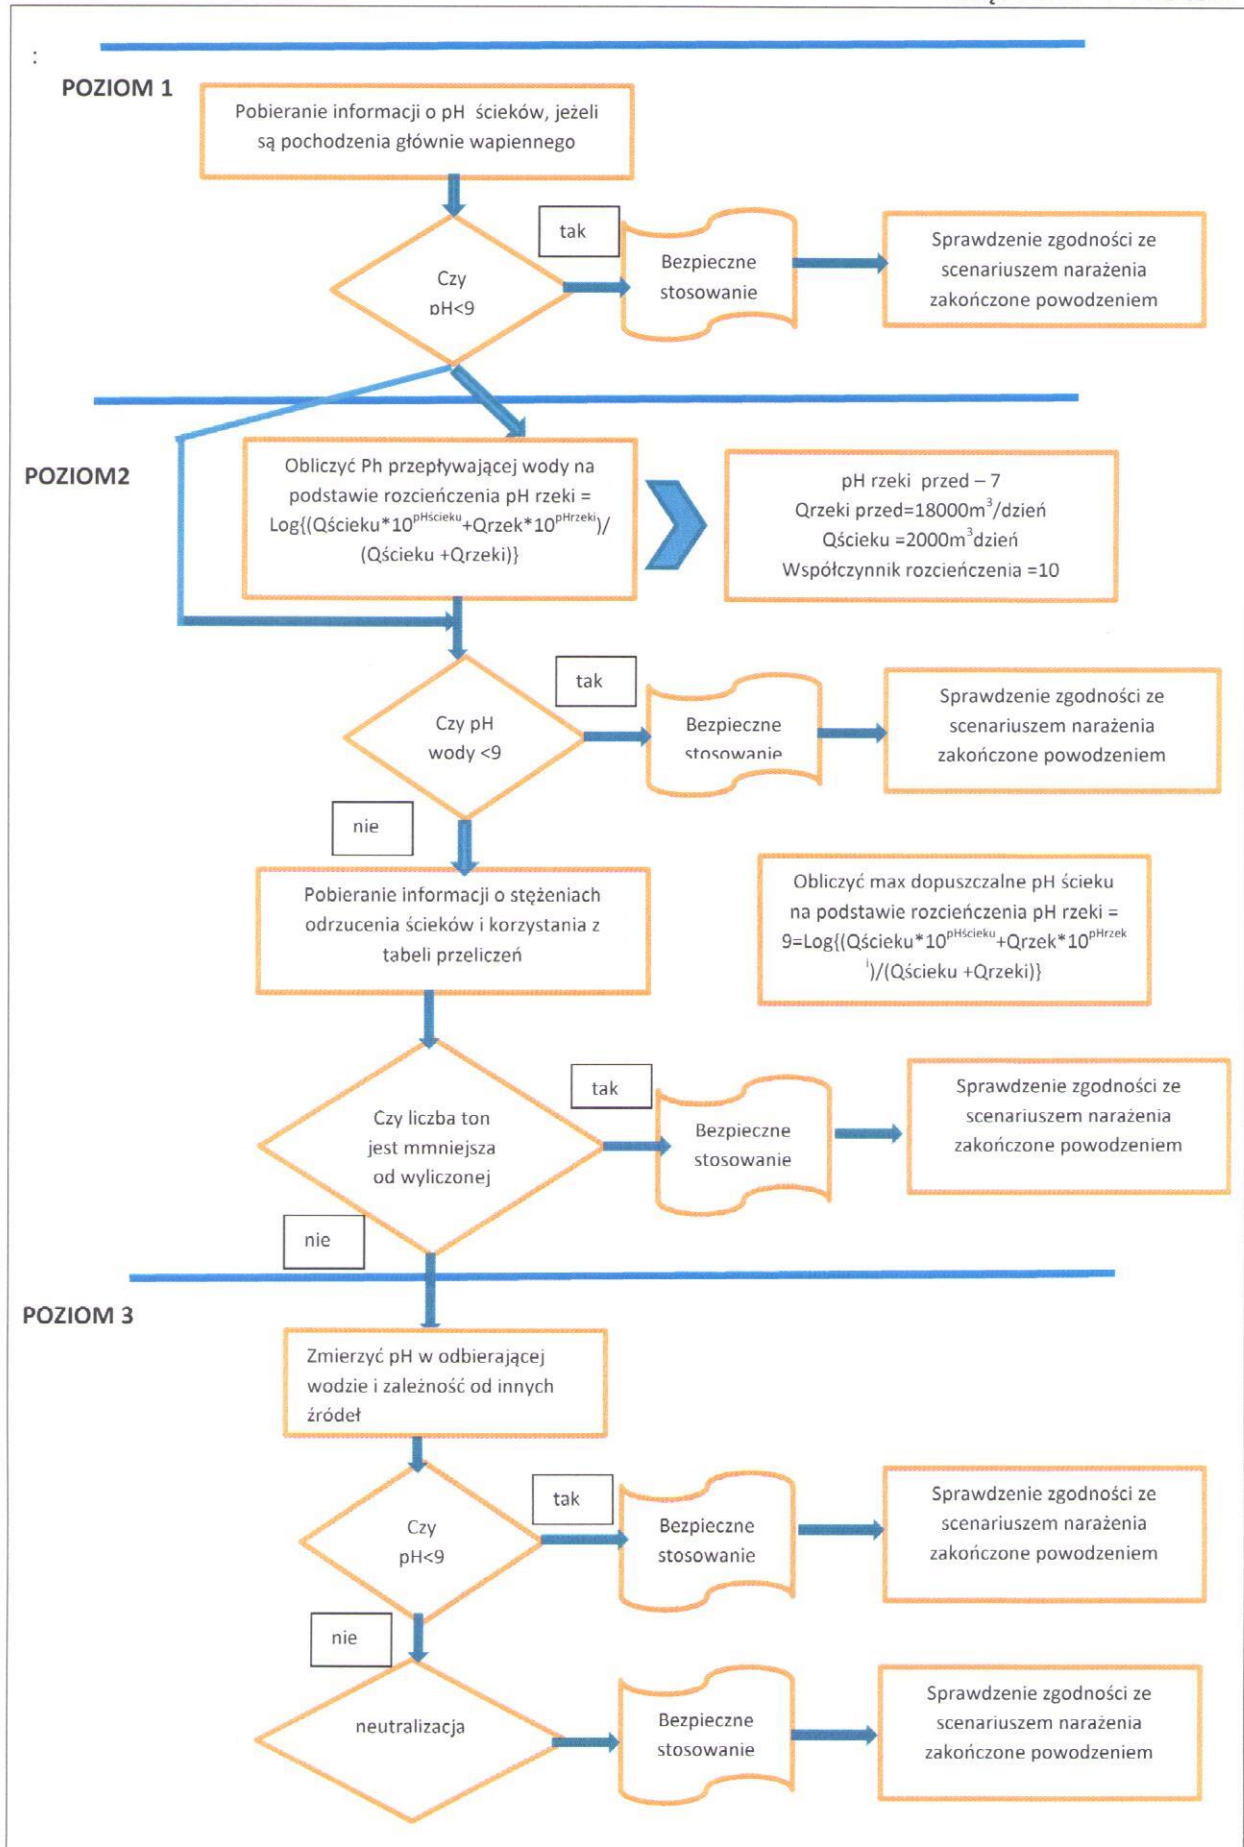 :
POZIOM 1
Pobieranie informacji o pH ścieków, jeżeli
są pochodzenia głównie wapiennego
Czy
pH<9
tak
Bezpieczne
stosowanie
Sprawdzenie zgodności ze
scenariuszem narażenia
zakończone powodzeniem
POZIOM2
Obliczyć Ph przepływającej wody na
podstawie rozcieńczenia pH rzeki =
Log{(Qścieku*10^pHścieku+Qrzek*10^pHrzeki)/
(Qścieku +Qrzeki)}
pH rzeki przed – 7
Qrzeki przed=18000m³/dzień
Qścieku =2000m³dzień
Współczynnik rozcieńczenia =10
Czy pH
wody <9
tak
Bezpieczne
stosowanie
Sprawdzenie zgodności ze
scenariuszem narażenia
zakończone powodzeniem
nie
Pobieranie informacji o stężeniach
odrzucenia ścieków i korzystania z
tabeli przeliczeń
Obliczyć max dopuszczalne pH ścieku
na podstawie rozcieńczenia pH rzeki =
9=Log{(Qścieku*10^pHścieku+Qrzek*10^pHrzek
i)/(Qścieku +Qrzeki)}
Czy liczba ton
jest mmniejsza
od wyliczonej
tak
Bezpieczne
stosowanie
Sprawdzenie zgodności ze
scenariuszem narażenia
zakończone powodzeniem
nie
POZIOM 3
Zmierzyć pH w odbierającej
wodzie i zależność od innych
źródeł
Czy
pH<9
tak
Bezpieczne
stosowanie
Sprawdzenie zgodności ze
scenariuszem narażenia
zakończone powodzeniem
nie
neutralizacja
Bezpieczne
stosowanie
Sprawdzenie zgodności ze
scenariuszem narażenia
zakończone powodzeniem